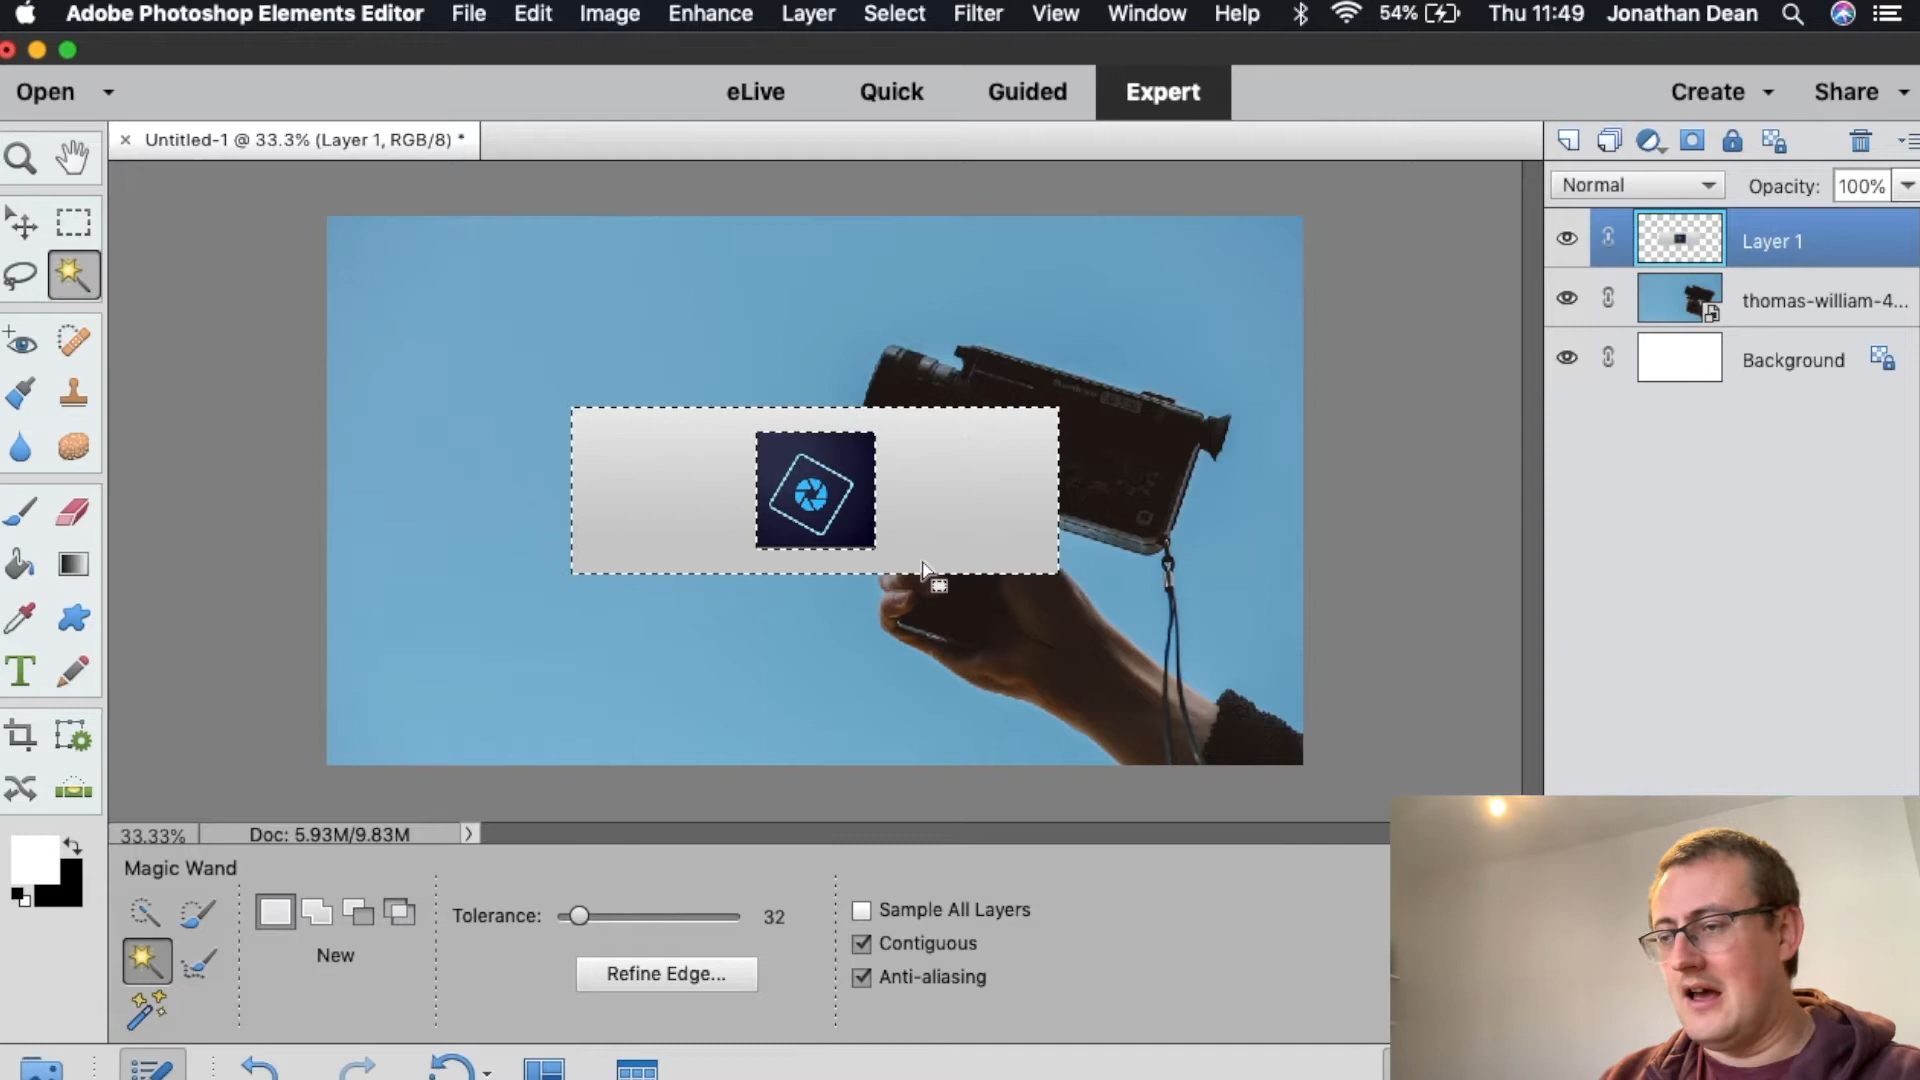 Adobe Photoshop Elements Editor File Edit Image Enhance Layer Select Filter View Window Help 54% Thu 11:49 Jonathan Dean
Open eLive Quick Guided Expert Create Share
× Untitled-1 @ 33.3% (Layer 1, RGB/8) *
Normal Opacity: 100%
Layer 1
thomas-william-4...
Background
T
33.33% Doc: 5.93M/9.83M
Magic Wand
Tolerance: 32
New
Refine Edge...
Sample All Layers
Contiguous
Anti-aliasing